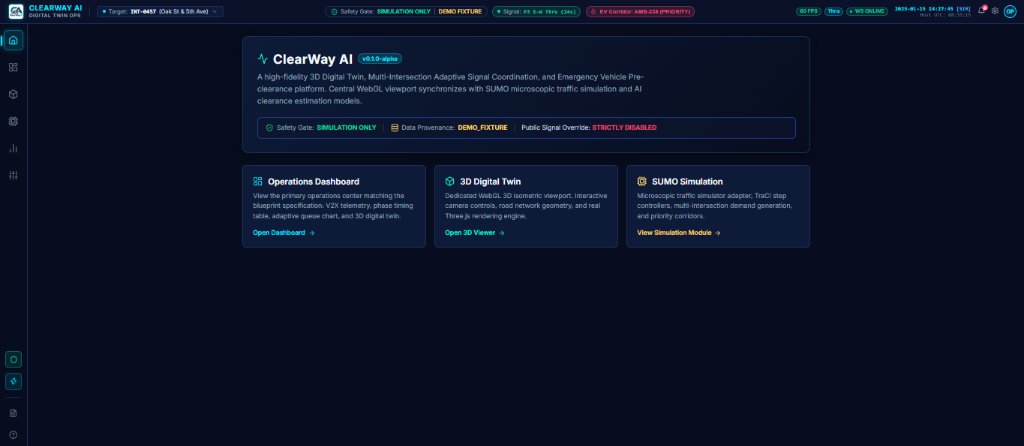 CLEARWAY AI
DIGITAL TWIN OPS
Target: INT-0457 (Oak St & 5th Ave)
Safety Gate: SIMULATION ONLY DEMO FIXTURE
Signal: P3 E-W Thru (24s)
EV Corridor: AMB-320 (PRIORITY)
60 FPS
11ms
WS ONLINE
2025-01-15 14:27:45 [SIM]
OP
ClearWay AI v0.1.0-alpha
A high-fidelity 3D Digital Twin, Multi-Intersection Adaptive Signal Coordination, and Emergency Vehicle Pre-
clearance platform. Central WebGL viewport synchronizes with SUMO microscopic traffic simulation and AI
clearance estimation models.
Safety Gate: SIMULATION ONLY Data Provenance: DEMO_FIXTURE Public Signal Override: STRICTLY DISABLED
Operations Dashboard
View the primary operations center matching the
blueprint specification: V2X telemetry, phase timing
table, adaptive queue chart, and 3D digital twin.
Open Dashboard →
3D Digital Twin
Dedicated WebGL 3D isometric viewport. Interactive
camera controls, road network geometry, and real
Three.js rendering engine.
Open 3D Viewer →
SUMO Simulation
Microscopic traffic simulator adapter, TraCI step
controllers, multi-intersection demand generation,
and priority corridors.
View Simulation Module →